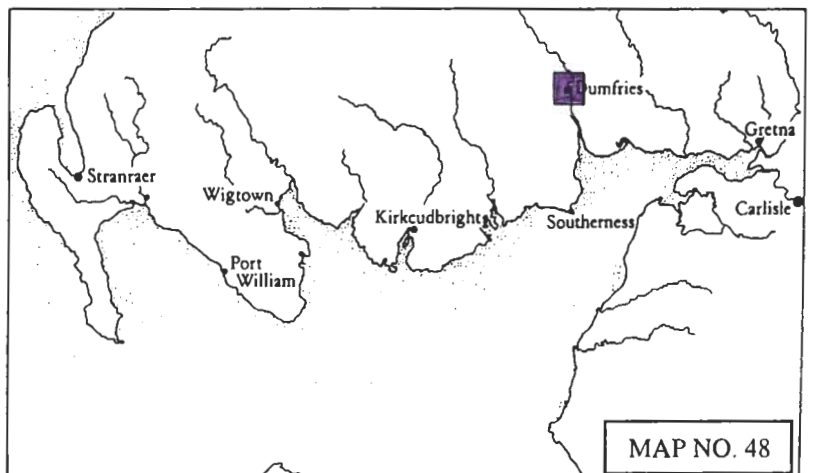 Dumfries
Gretna
Stranraer
Wigtown
Kirkcudbright
Southerness
Carlisle
Port
William
MAP NO. 48